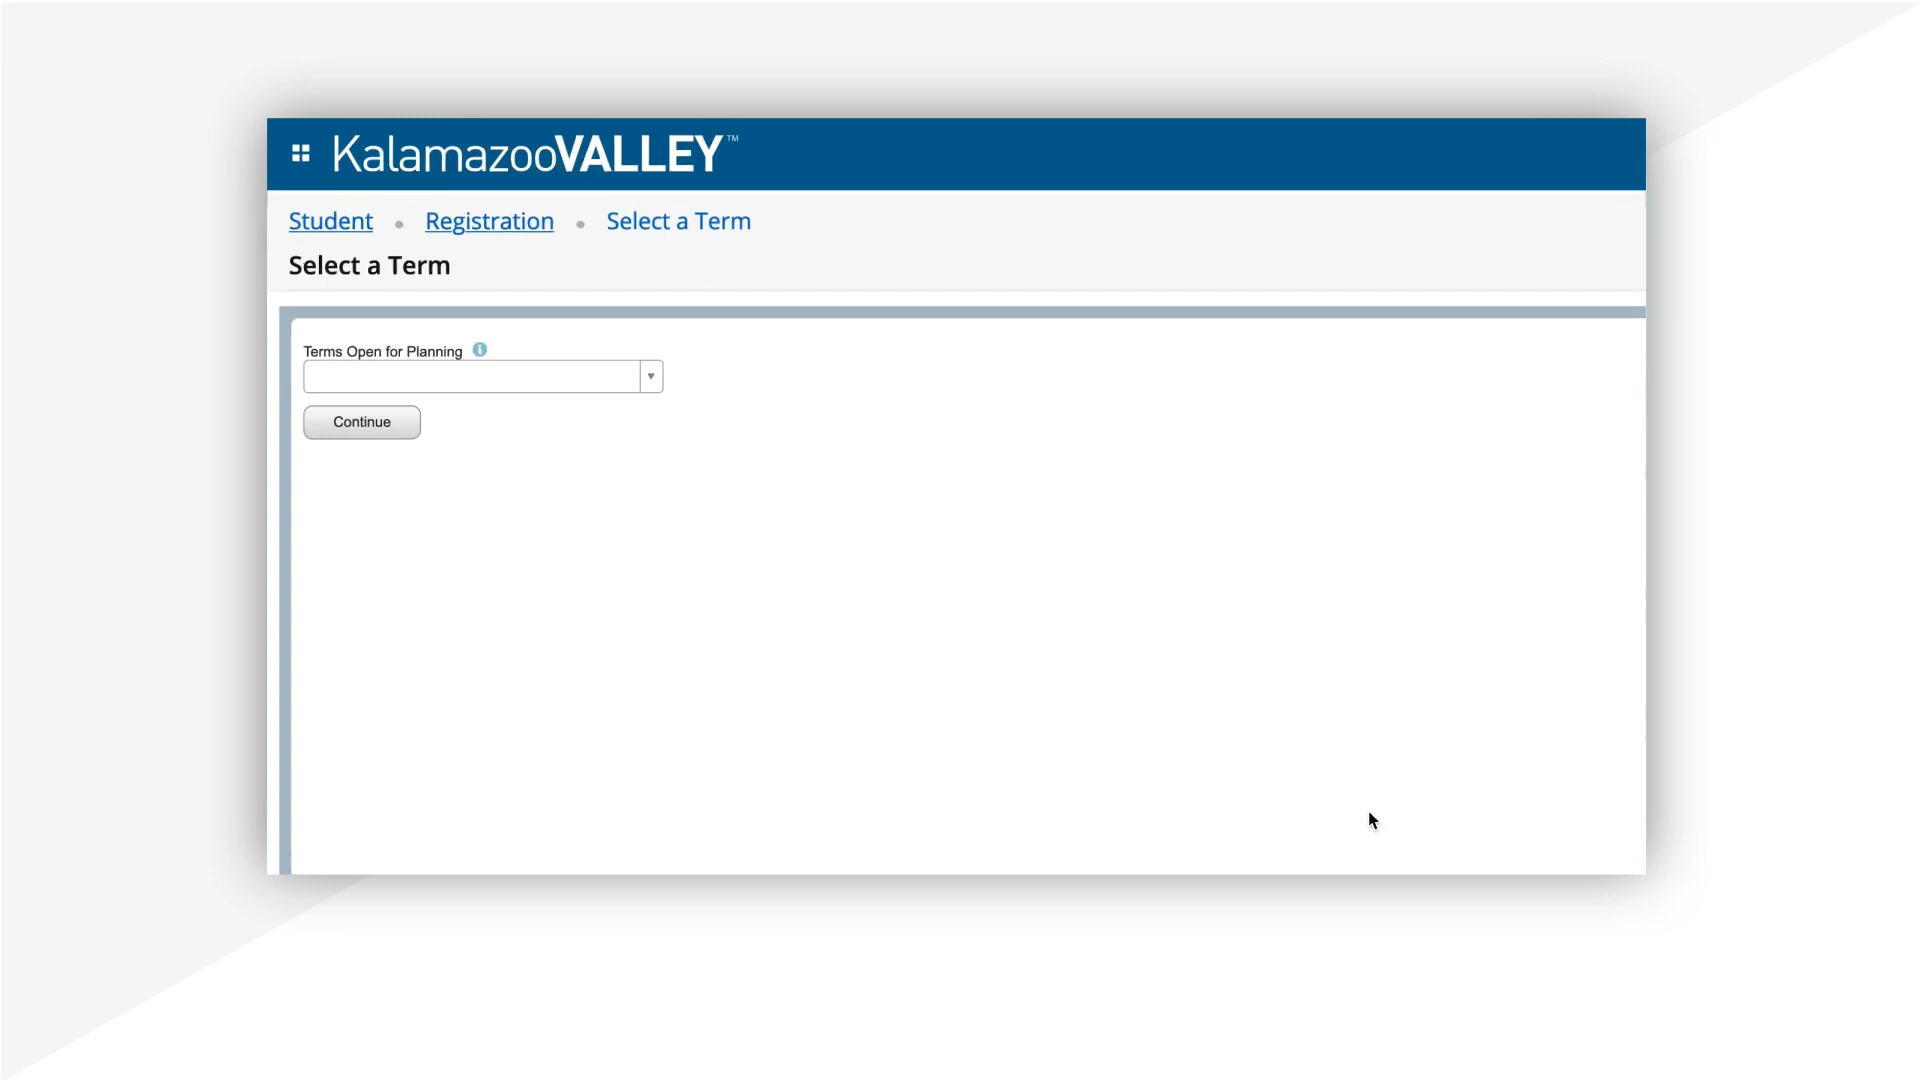 KalamazooVALLEY™
Student • Registration • Select a Term
Select a Term
Terms Open for Planning
Continue